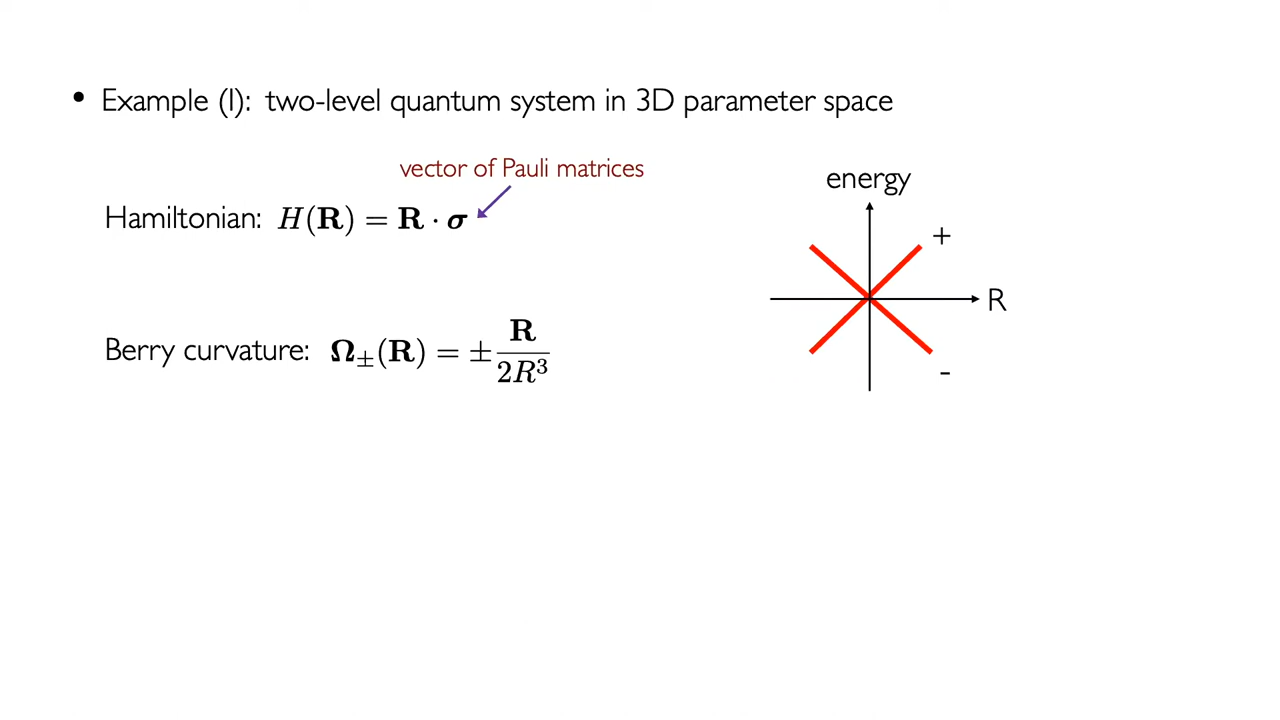 • Example (I): two-level quantum system in 3D parameter space
vector of Pauli matrices
Hamiltonian: H(𝐑) = 𝐑 · 𝝈
Berry curvature: 𝛀±(𝐑) = ± 𝐑 / 2R³
energy
+
R
-